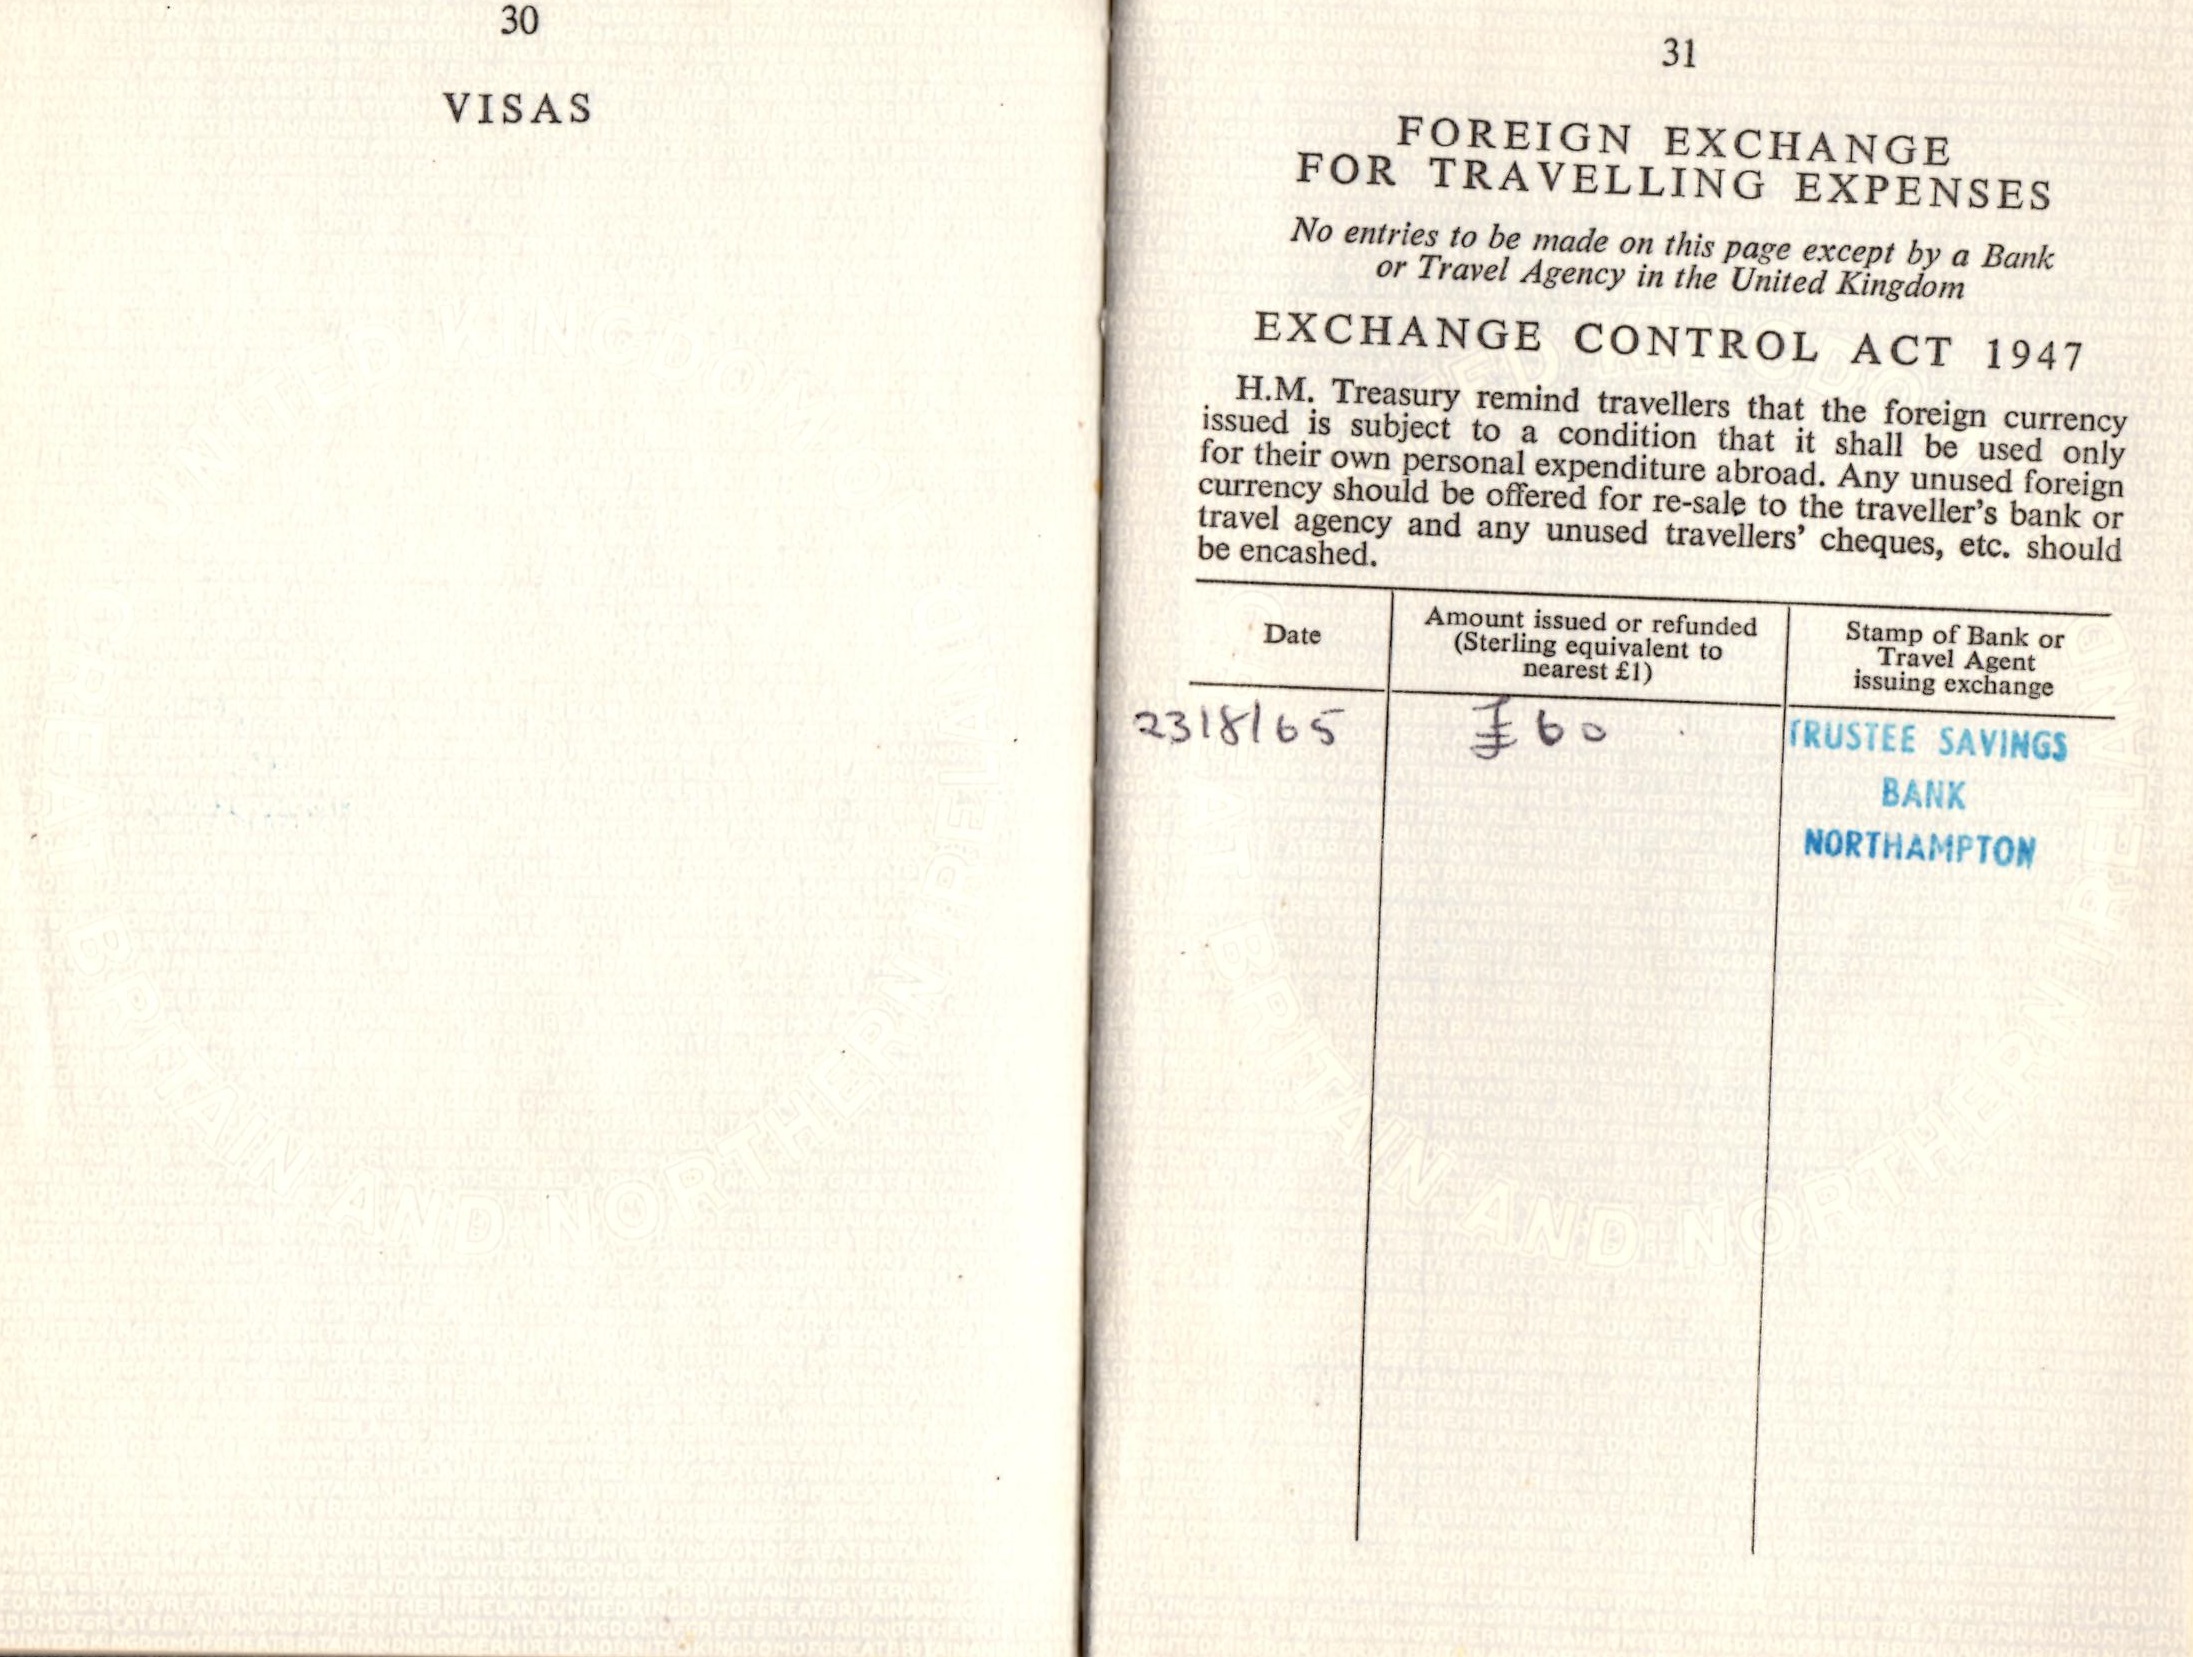 30
VISAS
31
FOREIGN EXCHANGE
FOR TRAVELLING EXPENSES
No entries to be made on this page except by a Bank
or Travel Agency in the United Kingdom
EXCHANGE CONTROL ACT 1947
H.M. Treasury remind travellers that the foreign currency
issued is subject to a condition that it shall be used only
for their own personal expenditure abroad. Any unused foreign
currency should be offered for re-sale to the traveller's bank or
travel agency and any unused travellers' cheques, etc. should
be encashed.
Date
Amount issued or refunded
(Sterling equivalent to
nearest £1)
Stamp of Bank or
Travel Agent
issuing exchange
23/8/65
£60
TRUSTEE SAVINGS
BANK
NORTHAMPTON